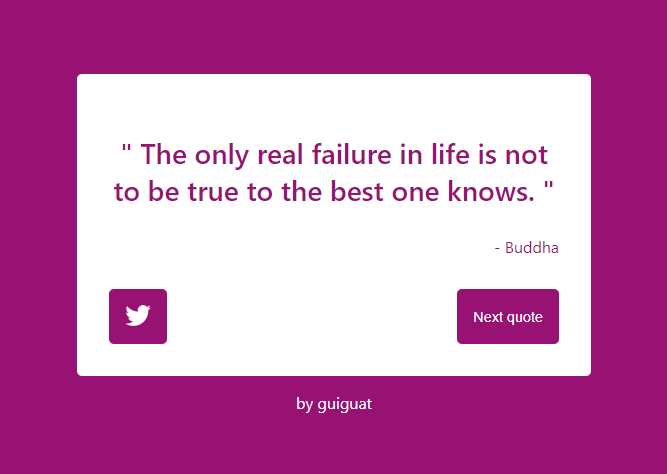 " The only real failure in life is not
to be true to the best one knows. "
- Buddha
Next quote
by guiguat